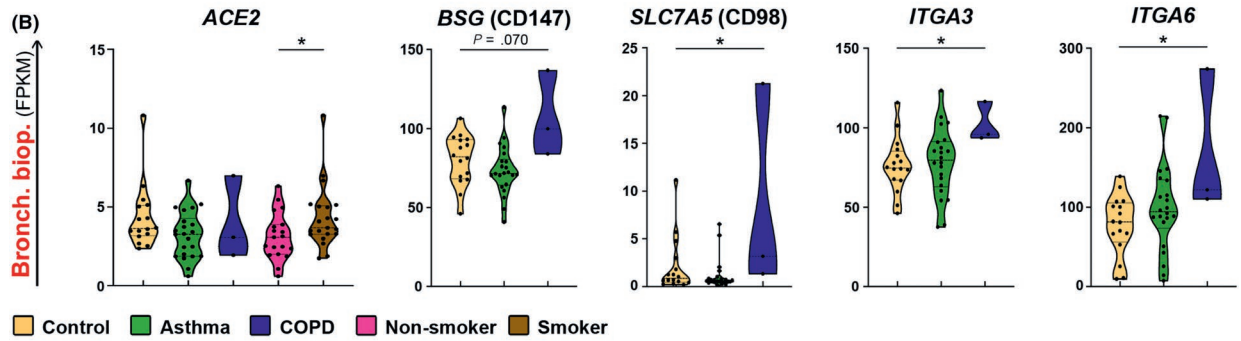 (B)
ACE2
BSG (CD147)
SLC7A5 (CD98)
ITGA3
ITGA6
Bronch. biop. (FPKM)
15
10
5
0
*
P = .070
150
100
50
0
*
25
20
15
10
5
0
*
150
100
50
0
*
300
200
100
0
*
Control
Asthma
COPD
Non-smoker
Smoker